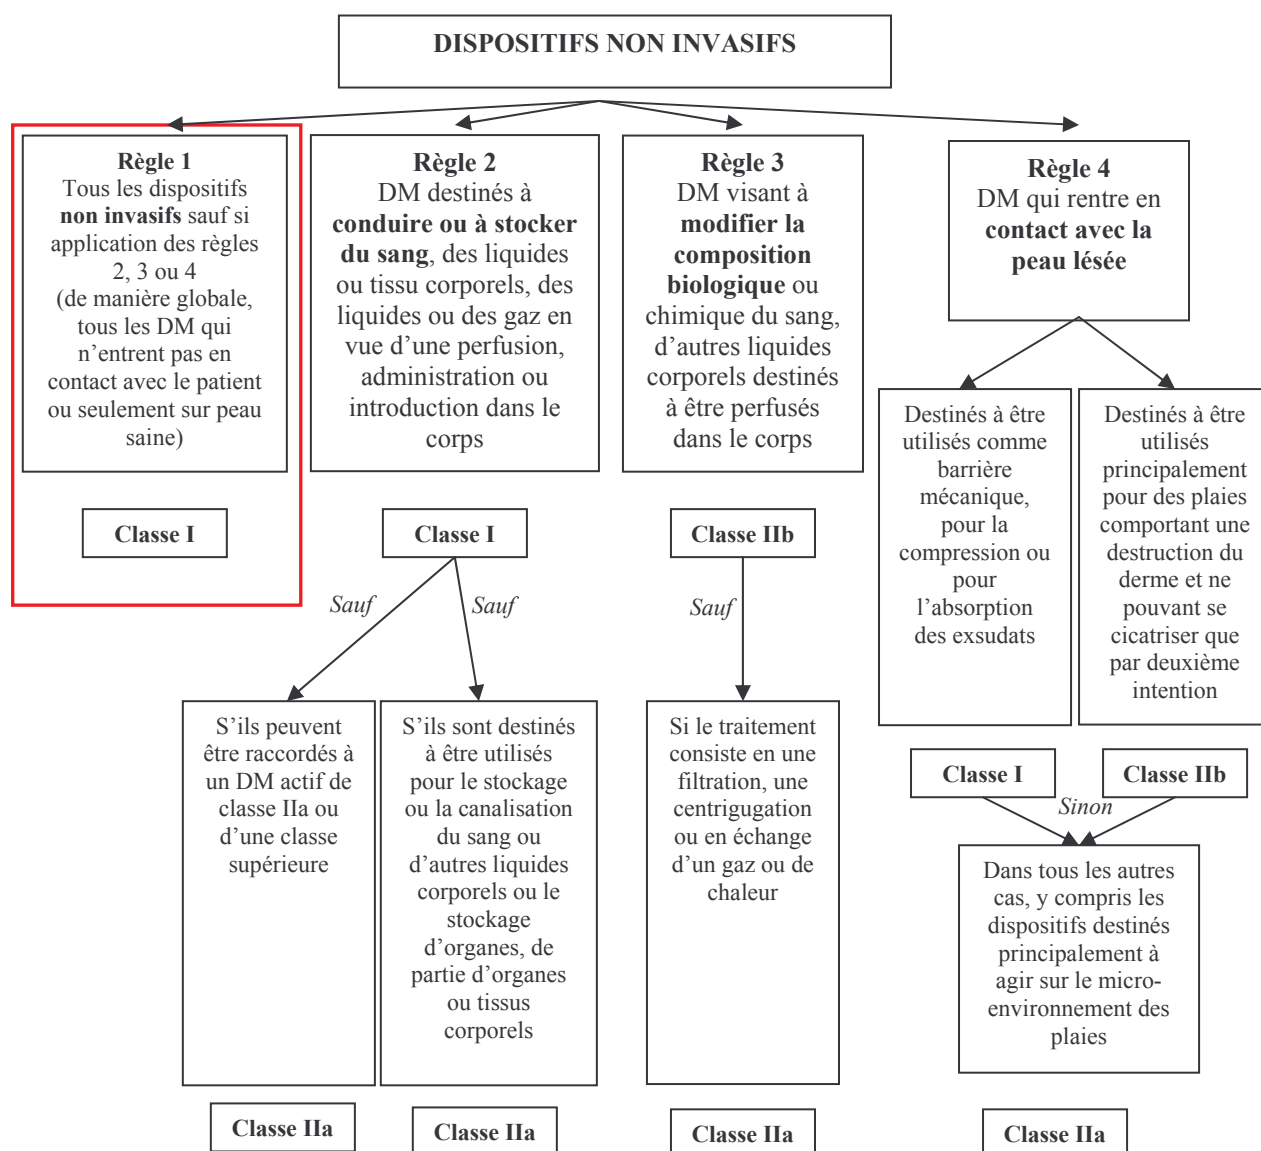 DISPOSITIFS NON INVASIFS
Règle 1
Tous les dispositifs
non invasifs sauf si
application des règles
2, 3 ou 4
(de manière globale,
tous les DM qui
n’entrent pas en
contact avec le patient
ou seulement sur peau
saine)
Classe I
Règle 2
DM destinés à
conduire ou à stocker
du sang, des liquides
ou tissu corporels, des
liquides ou des gaz en
vue d’une perfusion,
administration ou
introduction dans le
corps
Classe I
Sauf
Sauf
S’ils peuvent
être raccordés à
un DM actif de
classe IIa ou
d’une classe
supérieure
Classe IIa
S’ils sont destinés
à être utilisés
pour le stockage
ou la canalisation
du sang ou
d’autres liquides
corporels ou le
stockage
d’organes, de
partie d’organes
ou tissus
corporels
Classe IIa
Règle 3
DM visant à
modifier la
composition
biologique ou
chimique du sang,
d’autres liquides
corporels destinés
à être perfusés
dans le corps
Classe IIb
Sauf
Si le traitement
consiste en une
filtration, une
centrigugation
ou en échange
d’un gaz ou de
chaleur
Classe IIa
Règle 4
DM qui rentre en
contact avec la
peau lésée
Destinés à être
utilisés comme
barrière
mécanique,
pour la
compression ou
pour
l’absorption
des exsudats
Classe I
Destinés à être
utilisés
principalement
pour des plaies
comportant une
destruction du
derme et ne
pouvant se
cicatriser que
par deuxième
intention
Classe IIb
Sinon
Dans tous les autres
cas, y compris les
dispositifs destinés
principalement à
agir sur le micro-
environnement des
plaies
Classe IIa